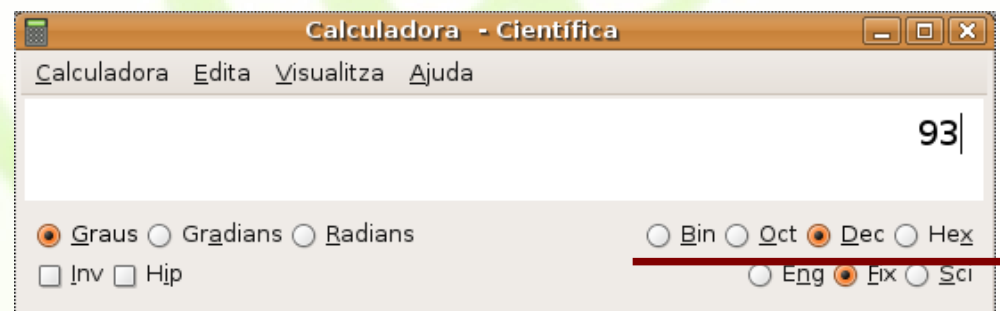 Calculadora - Científica
Calculadora Edita Visualitza Ajuda
93
Graus Gradians Radians Bin Oct Dec Hex
Inv Hip Eng Fix Sci